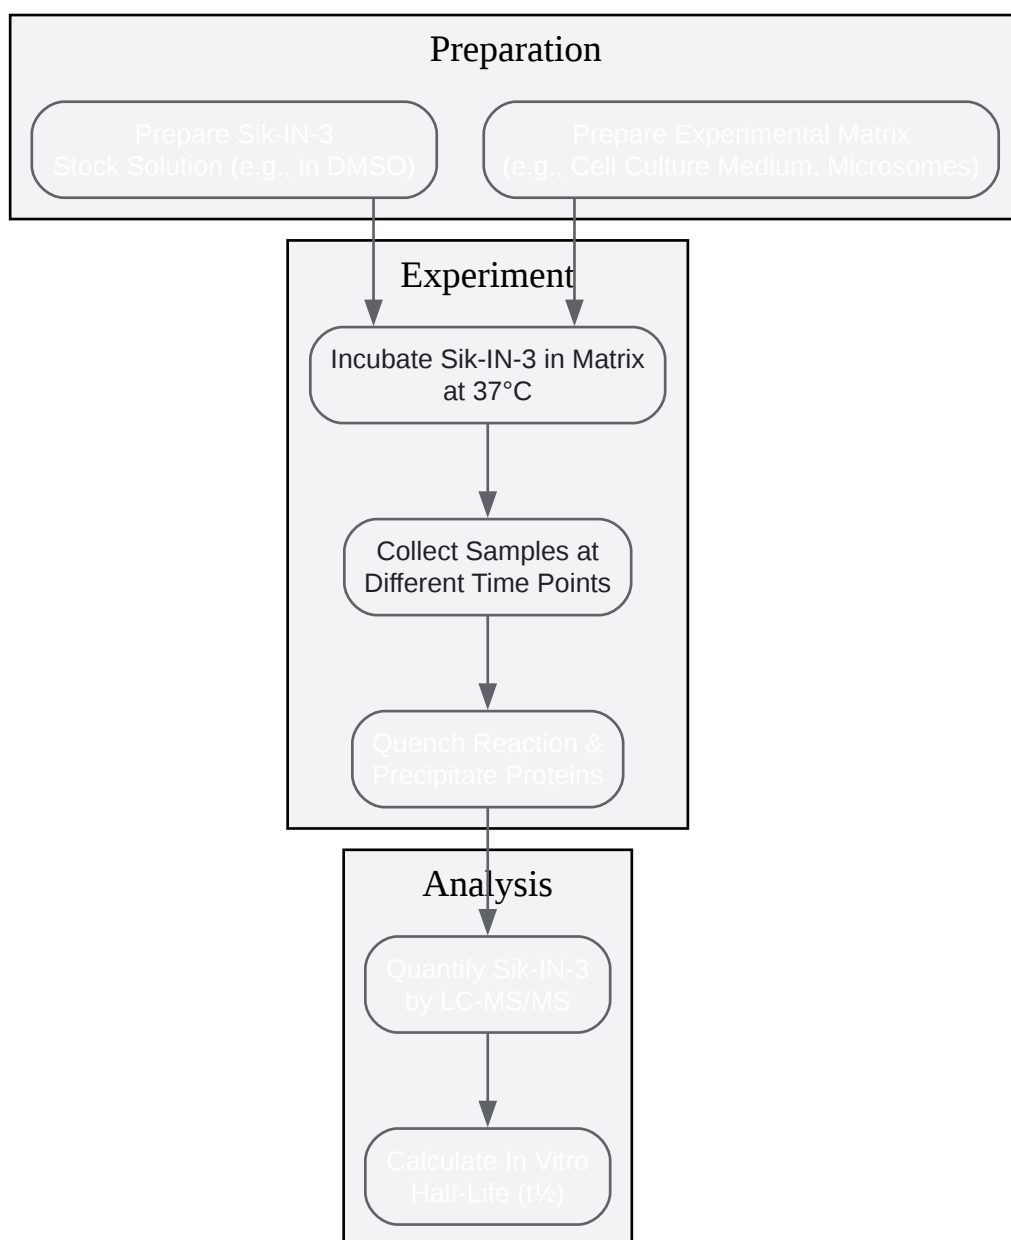 Preparation
Prepare Sik-IN-3
Stock Solution (e.g., in DMSO)
Prepare Experimental Matrix
(e.g., Cell Culture Medium, Microsomes)
Experiment
Incubate Sik-IN-3 in Matrix
at 37°C
Collect Samples at
Different Time Points
Quench Reaction &
Precipitate Proteins
Analysis
Quantify Sik-IN-3
by LC-MS/MS
Calculate In Vitro
Half-Life (t½)